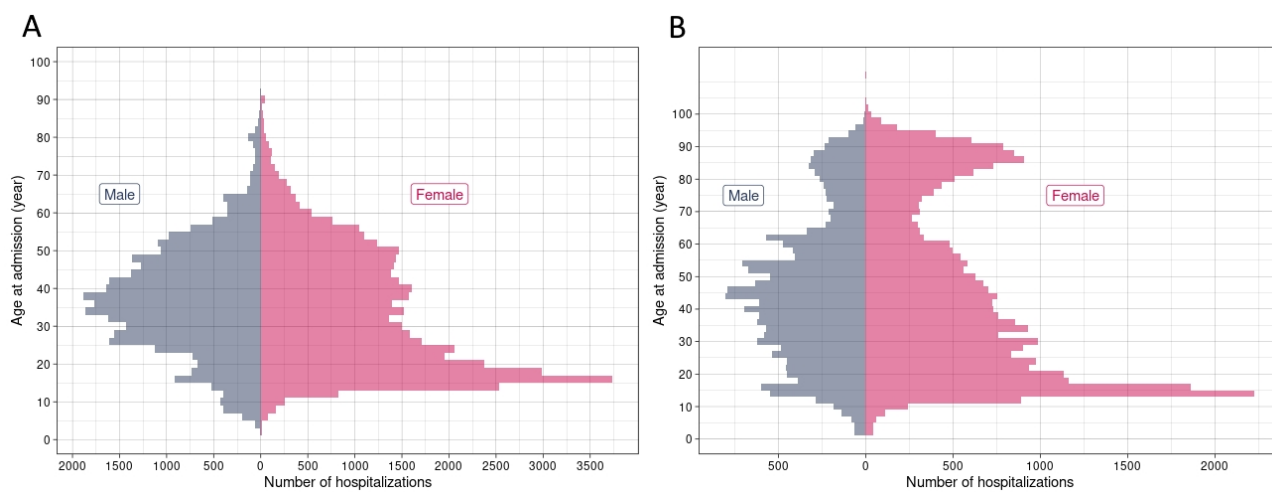 A
B
Age at admission (year)
100
90
80
70
60
50
40
30
20
10
0
Male
Female
2000 1500 1000 500 0 500 1000 1500 2000 2500 3000 3500
Number of hospitalizations
Age at admission (year)
100
90
80
70
60
50
40
30
20
10
0
Male
Female
500 0 500 1000 1500 2000
Number of hospitalizations